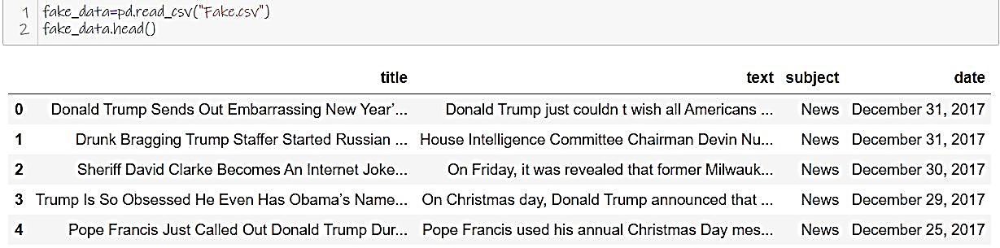 1 fake_data=pd.read_csv("Fake.csv")
2 fake_data.head()
title text subject date
0 Donald Trump Sends Out Embarrassing New Year’... Donald Trump just couldn t wish all Americans ... News December 31, 2017
1 Drunk Bragging Trump Staffer Started Russian ... House Intelligence Committee Chairman Devin Nu... News December 31, 2017
2 Sheriff David Clarke Becomes An Internet Joke... On Friday, it was revealed that former Milwauk... News December 30, 2017
3 Trump Is So Obsessed He Even Has Obama’s Name... On Christmas day, Donald Trump announced that ... News December 29, 2017
4 Pope Francis Just Called Out Donald Trump Dur... Pope Francis used his annual Christmas Day mes... News December 25, 2017